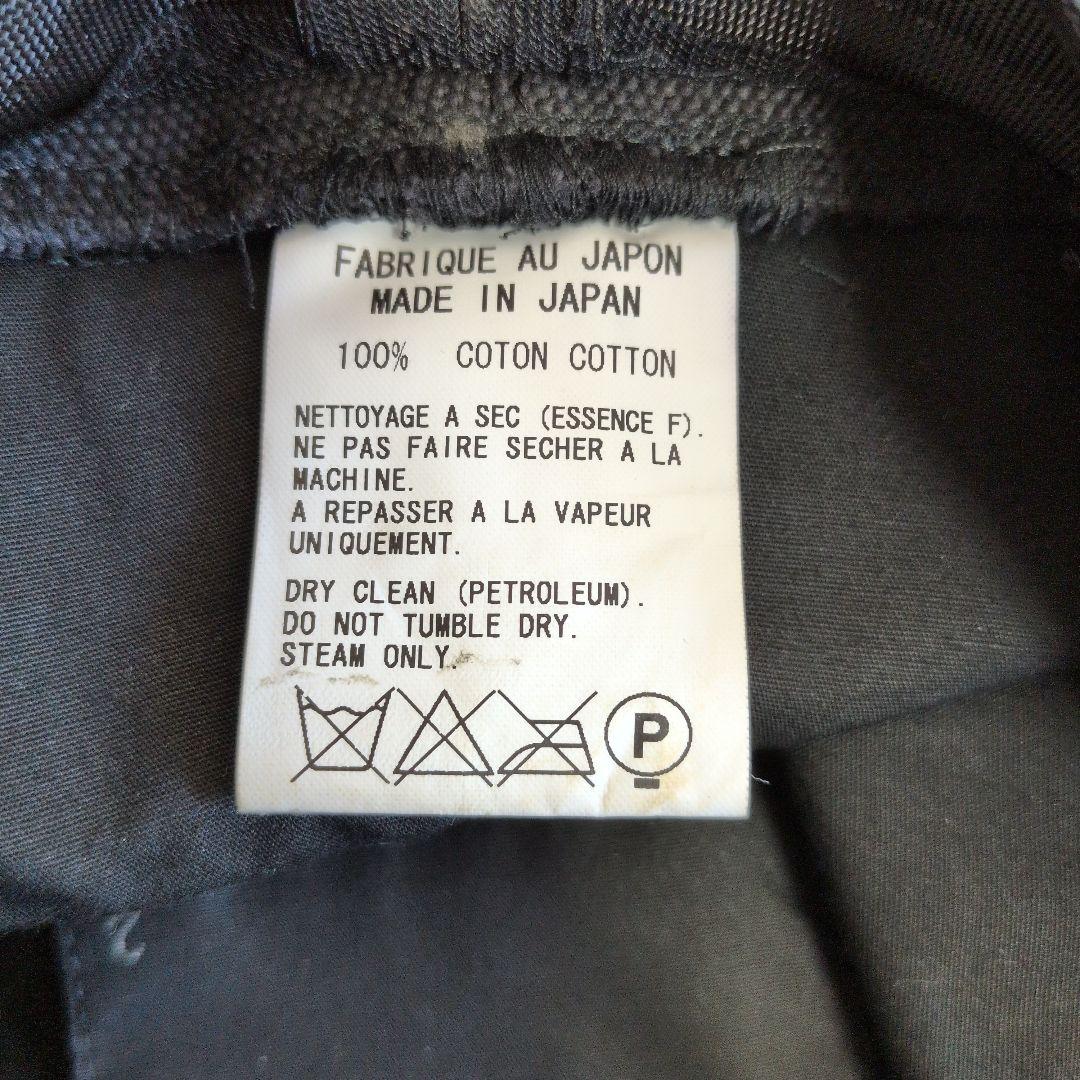 FABRIQUE AU JAPON
MADE IN JAPAN
100% COTON COTTON
NETTOYAGE A SEC (ESSENCE F).
NE PAS FAIRE SECHER A LA
MACHINE.
A REPASSER A LA VAPEUR
UNIQUEMENT.
DRY CLEAN (PETROLEUM).
DO NOT TUMBLE DRY.
STEAM ONLY.
P